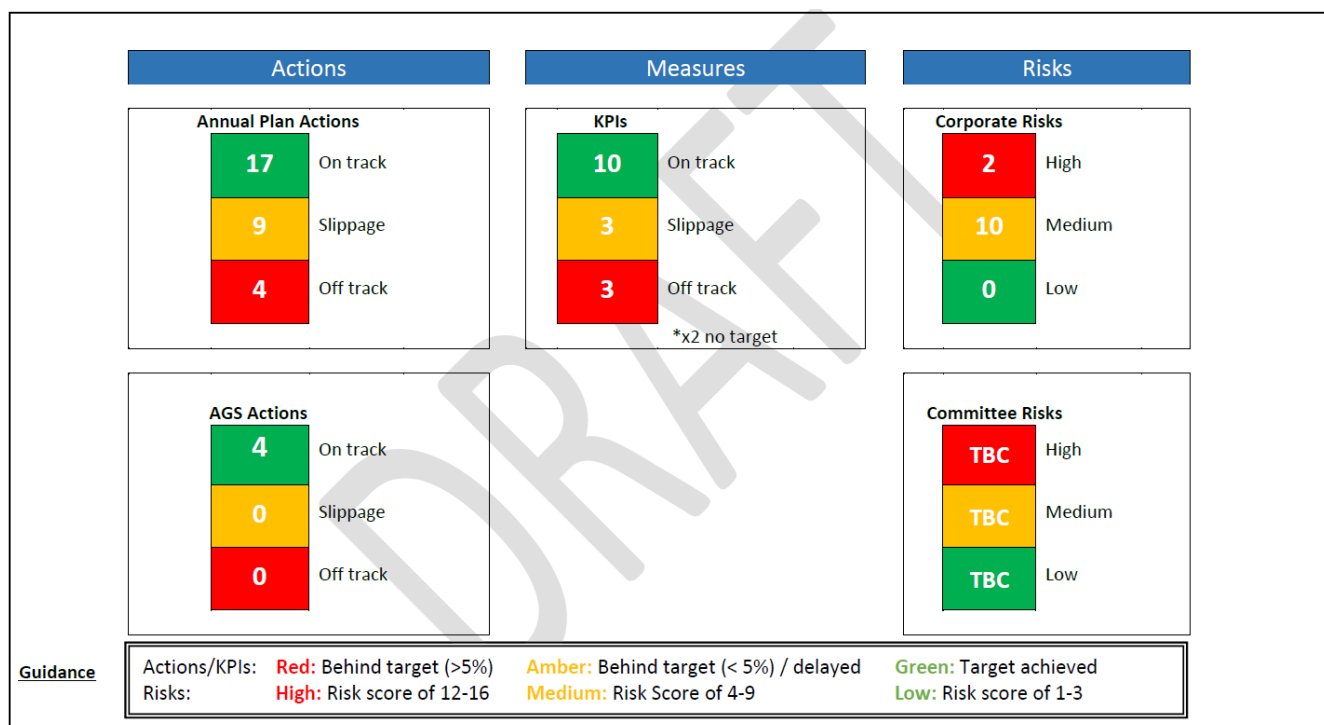 Actions
Measures
Risks
Annual Plan Actions
17 On track
9 Slippage
4 Off track
KPIs
10 On track
3 Slippage
3 Off track
*x2 no target
Corporate Risks
2 High
10 Medium
0 Low
AGS Actions
4 On track
0 Slippage
0 Off track
Committee Risks
TBC High
TBC Medium
TBC Low
DRAFT
Guidance
Actions/KPIs: Red: Behind target (>5%) Amber: Behind target (< 5%) / delayed Green: Target achieved
Risks: High: Risk score of 12-16 Medium: Risk Score of 4-9 Low: Risk score of 1-3